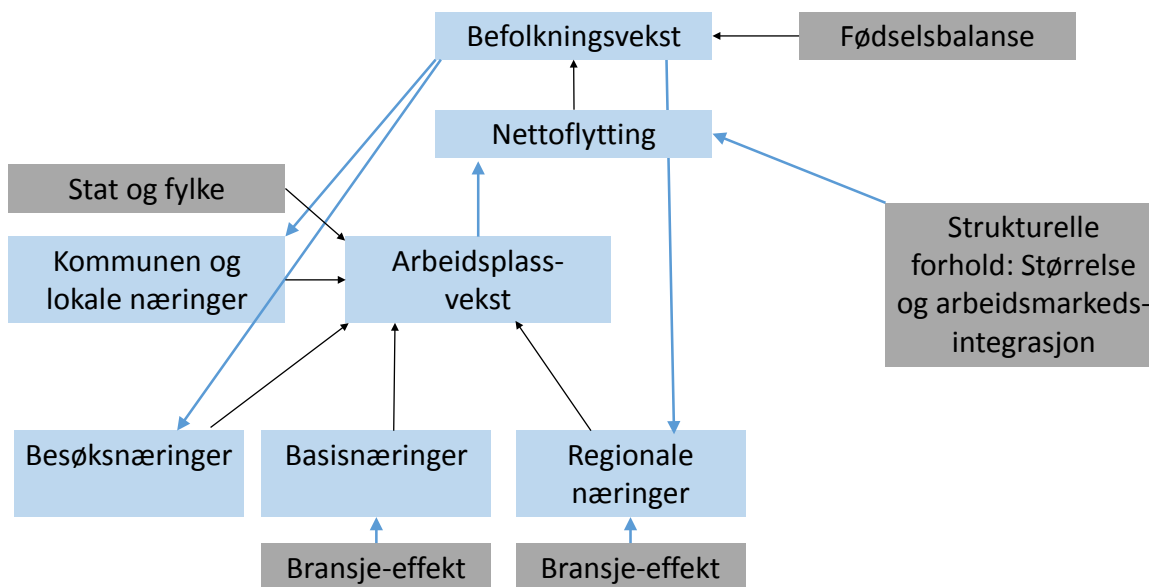 Befolkningsvekst
Fødselsbalanse
Nettoflytting
Stat og fylke
Kommunen og
lokale næringer
Arbeidsplass-
vekst
Strukturelle
forhold: Størrelse
og arbeidsmarkeds-
integrasjon
Besøksnæringer
Basisnæringer
Regionale
næringer
Bransje-effekt
Bransje-effekt